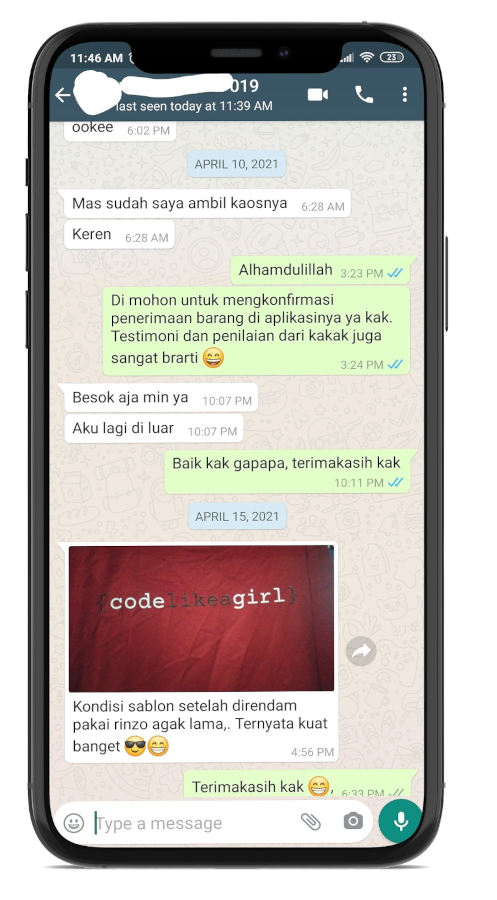 11:46 AM
23
019
last seen today at 11:39 AM
ookee 6:02 PM
APRIL 10, 2021
Mas sudah saya ambil kaosnya 6:28 AM
Keren 6:28 AM
Alhamdulillah 3:23 PM
Di mohon untuk mengkonfirmasi
penerimaan barang di aplikasinya ya kak.
Testimoni dan penilaian dari kakak juga
sangat brarti 😄
3:24 PM
Besok aja min ya 10:07 PM
Aku lagi di luar 10:07 PM
Baik kak gapapa, terimakasih kak
10:11 PM
APRIL 15, 2021
{codelikeagirl}
Kondisi sablon setelah direndam
pakai rinzo agak lama,. Ternyata kuat
banget 😎😁
4:56 PM
Terimakasih kak 😁, 6:33 PM
Type a message